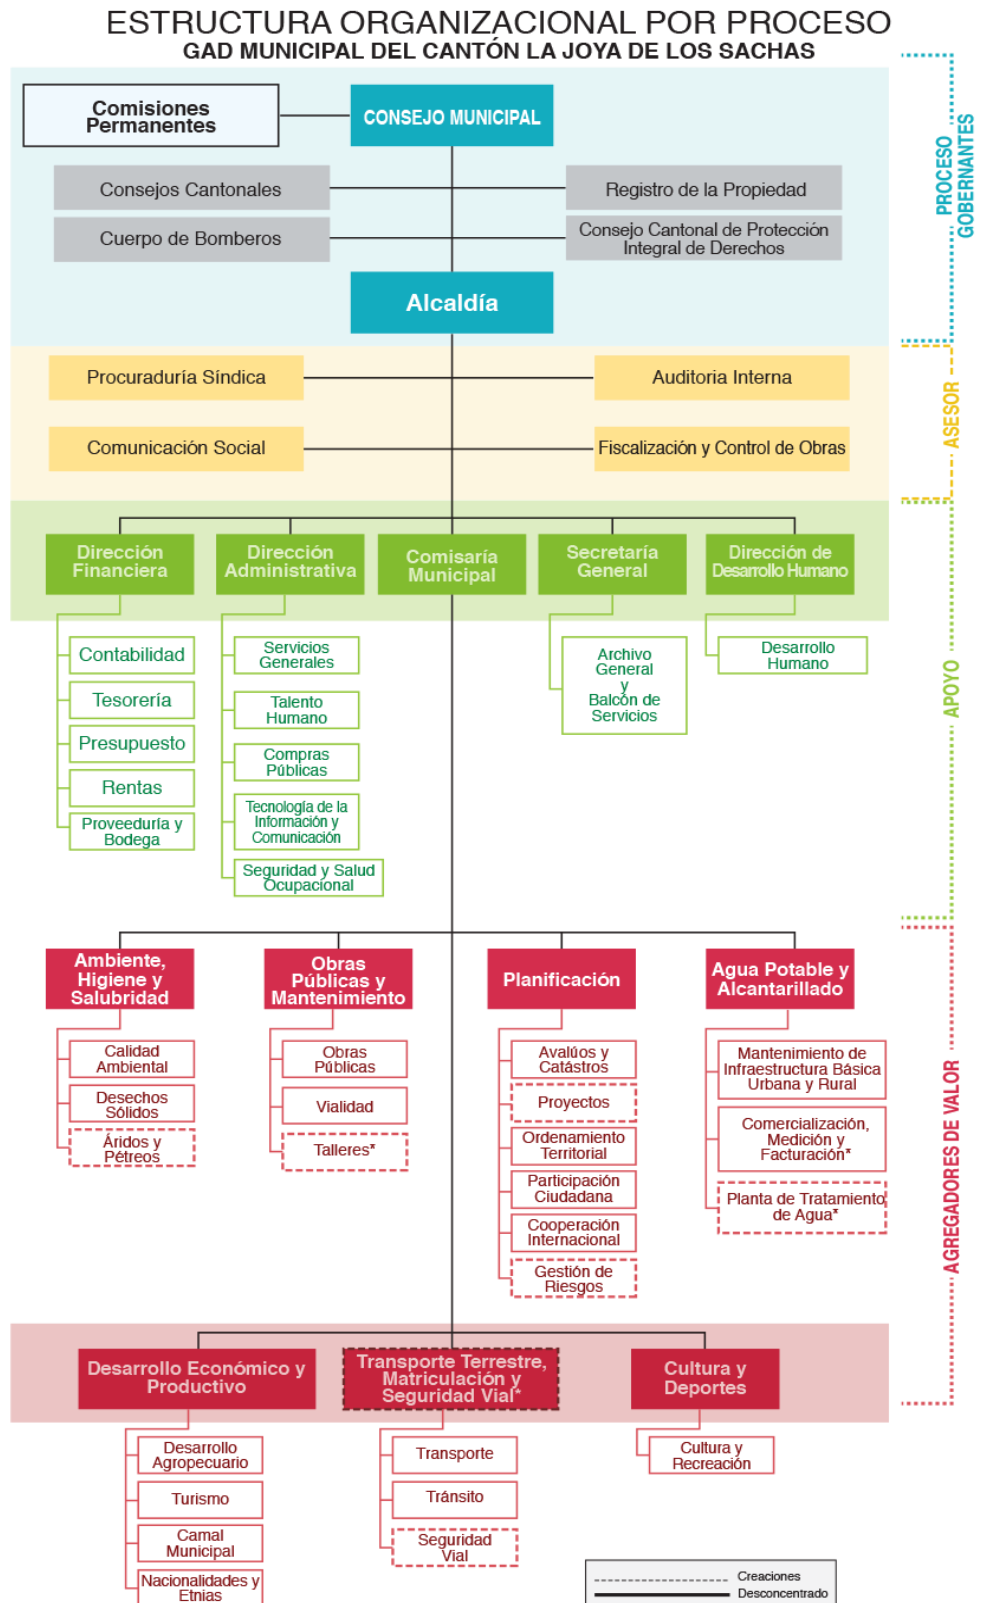 ESTRUCTURA ORGANIZACIONAL POR PROCESO
GAD MUNICIPAL DEL CANTÓN LA JOYA DE LOS SACHAS
Comisiones
Permanentes
CONSEJO MUNICIPAL
Consejos Cantonales
Registro de la Propiedad
Cuerpo de Bomberos
Consejo Cantonal de Protección
Integral de Derechos
Alcaldía
PROCESO
GOBERNANTES
Procuraduría Síndica
Auditoria Interna
Comunicación Social
Fiscalización y Control de Obras
ASESOR
Dirección
Financiera
Dirección
Administrativa
Comisaría
Municipal
Secretaría
General
Dirección de
Desarrollo Humano
Contabilidad
Tesorería
Presupuesto
Rentas
Proveeduría y
Bodega
Servicios
Generales
Talento
Humano
Compras
Públicas
Tecnología de la
Información y
Comunicación
Seguridad y Salud
Ocupacional
Archivo
General
y
Balcón de
Servicios
Desarrollo
Humano
APOYO
Ambiente,
Higiene y
Salubridad
Obras
Públicas y
Mantenimiento
Planificación
Agua Potable y
Alcantarillado
Calidad
Ambiental
Desechos
Sólidos
Áridos y
Pétreos
Obras
Públicas
Vialidad
Talleres*
Avalúos y
Catástros
Proyectos
Ordenamiento
Territorial
Participación
Ciudadana
Cooperación
Internacional
Gestión de
Riesgos
Mantenimiento de
Infraestructura Básica
Urbana y Rural
Comercialización,
Medición y
Facturación*
Planta de Tratamiento
de Agua*
AGREGADORES DE VALOR
Desarrollo Económico y
Productivo
Transporte Terrestre,
Matriculación y
Seguridad Vial*
Cultura y
Deportes
Desarrollo
Agropecuario
Turismo
Camal
Municipal
Nacionalidades y
Etnias
Transporte
Tránsito
Seguridad
Vial
Cultura y
Recreación
Creaciones
Desconcentrado